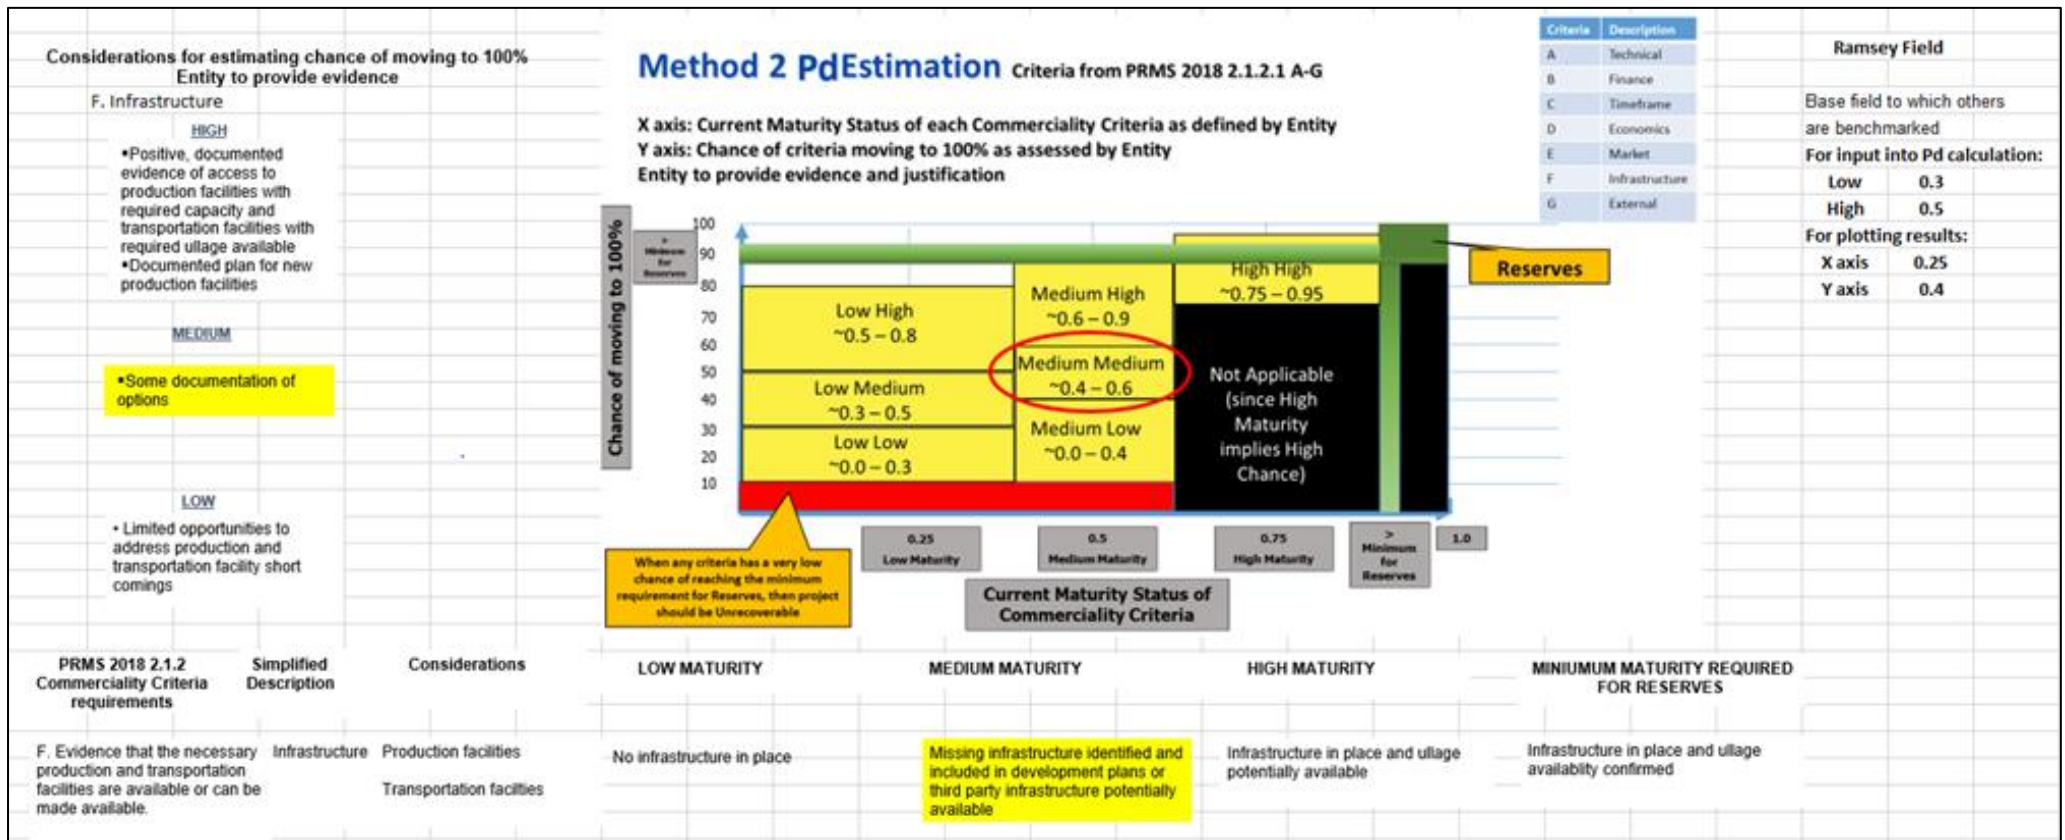 Considerations for estimating chance of moving to 100%
Entity to provide evidence
F. Infrastructure
HIGH
▪Positive, documented
evidence of access to
production facilities with
required capacity and
transportation facilities with
required ullage available
▪Documented plan for new
production facilities
MEDIUM
▪Some documentation of
options
LOW
• Limited opportunities to
address production and
transportation facility short
comings
Method 2 Pd Estimation Criteria from PRMS 2018 2.1.2.1 A-G
X axis: Current Maturity Status of each Commerciality Criteria as defined by Entity
Y axis: Chance of criteria moving to 100% as assessed by Entity
Entity to provide evidence and justification
Criteria Description
A Technical
B Finance
C Timeframe
D Economics
E Market
F Infrastructure
G External
Ramsey Field
Base field to which others
are benchmarked
For input into Pd calculation:
Low 0.3
High 0.5
For plotting results:
X axis 0.25
Y axis 0.4
Chance of moving to 100%
>
Minimum
for
Reserves
100
90
80
70
60
50
40
30
20
10
Low High
~0.5 – 0.8
Low Medium
~0.3 – 0.5
Low Low
~0.0 – 0.3
Medium High
~0.6 – 0.9
Medium Medium
~0.4 – 0.6
Medium Low
~0.0 – 0.4
High High
~0.75 – 0.95
Not Applicable
(since High
Maturity
implies High
Chance)
Reserves
When any criteria has a very low
chance of reaching the minimum
requirement for Reserves, then project
should be Unrecoverable
0.25
Low Maturity
0.5
Medium Maturity
0.75
High Maturity
>
Minimum
for
Reserves
1.0
Current Maturity Status of
Commerciality Criteria
PRMS 2018 2.1.2
Commerciality Criteria
requirements
Simplified
Description
Considerations
LOW MATURITY
MEDIUM MATURITY
HIGH MATURITY
MINIUMUM MATURITY REQUIRED
FOR RESERVES
F. Evidence that the necessary
production and transportation
facilities are available or can be
made available.
Infrastructure
Production facilities
Transportation facilties
No infrastructure in place
Missing infrastructure identified and
included in development plans or
third party infrastructure potentially
available
Infrastructure in place and ullage
potentially available
Infrastructure in place and ullage
availablity confirmed